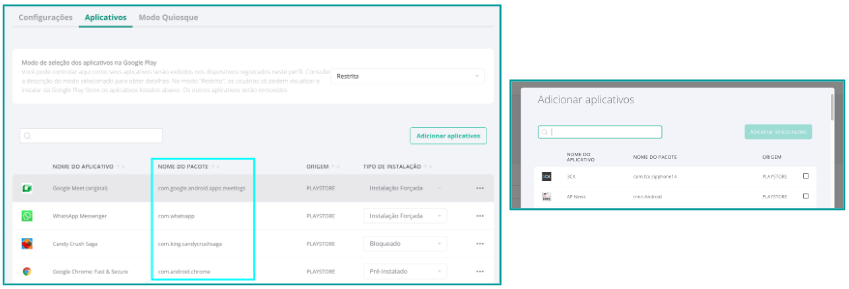 Configurações Aplicativos Modo Quiosque
Modo de seleção dos aplicativos na Google Play
Você pode controlar aqui como seus aplicativos serão exibidos nos dispositivos registrados neste perfil. Consulte
a descrição do modo selecionado para obter detalhes. No modo "Restrito", os usuários só podem visualizar e
instalar da Google Play Store os aplicativos listados abaixo. Os outros aplicativos serão removidos.
Restrita
Adicionar aplicativos
NOME DO APLICATIVO NOME DO PACOTE ORIGEM TIPO DE INSTALAÇÃO
Google Meet (original) com.google.android.apps.meetings PLAYSTORE Instalação Forçada
WhatsApp Messenger com.whatsapp PLAYSTORE Instalação Forçada
Candy Crush Saga com.king.candycrushsaga PLAYSTORE Bloqueado
Google Chrome: Fast & Secure com.android.chrome PLAYSTORE Pré-Instalado
Adicionar aplicativos
Adicionar aplicativos
NOME DO
APLICATIVO NOME DO PACOTE ORIGEM
3CX PLAYSTORE
AP News PLAYSTORE